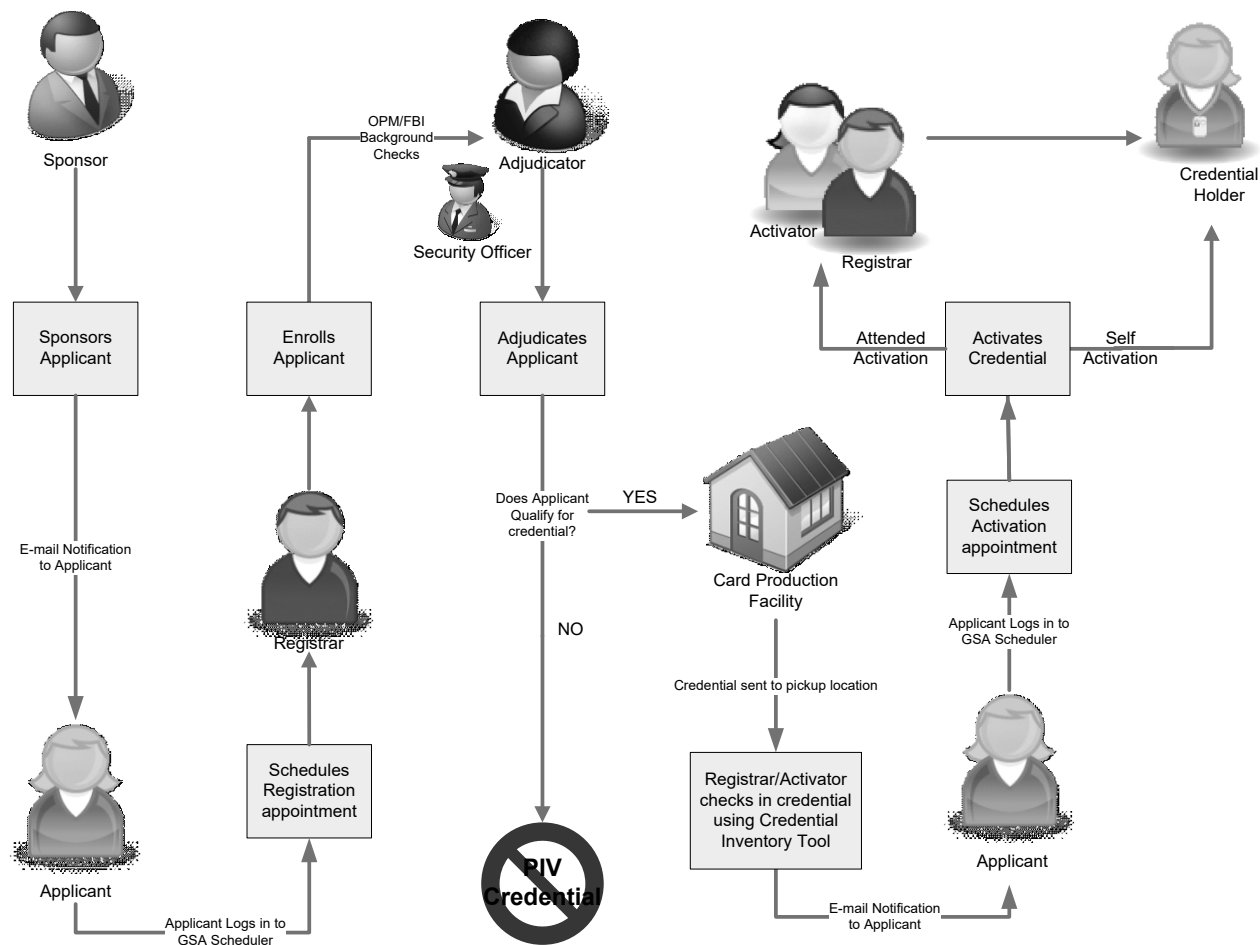 Sponsor
Sponsors
Applicant
E-mail Notification
to Applicant
Applicant
Applicant Logs in to
GSA Scheduler
Schedules
Registration
appointment
Registrar
Enrolls
Applicant
OPM/FBI
Background
Checks
Adjudicator
Security Officer
Adjudicates
Applicant
Does Applicant
Qualify for
credential?
YES
NO
PIV
Credential
Card Production
Facility
Credential sent to pickup location
Registrar/Activator
checks in credential
using Credential
Inventory Tool
E-mail Notification
to Applicant
Applicant
Applicant Logs in to
GSA Scheduler
Schedules
Activation
appointment
Activates
Credential
Attended
Activation
Self
Activation
Activator
Registrar
Credential
Holder